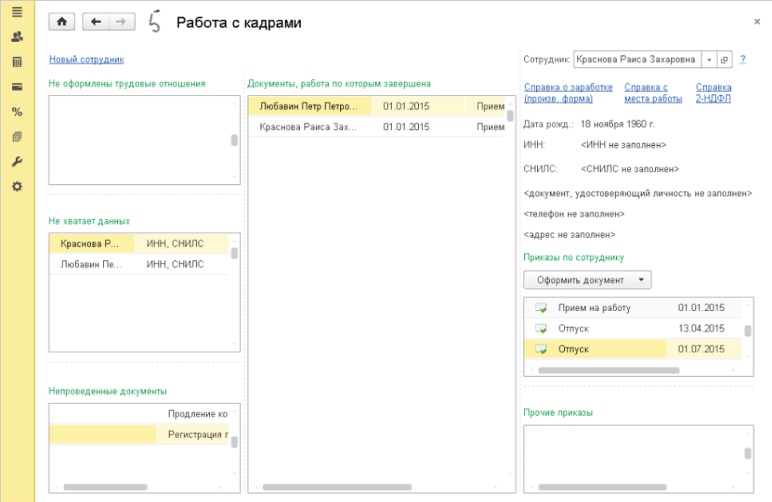 Работа с кадрами
Новый сотрудник
Не оформлены трудовые отношения
Не хватает данных
Краснова Р... ИНН, СНИЛС
Любавин Пе... ИНН, СНИЛС
Непроведенные документы
Продление ко
Регистрация г
Документы, работа по которым завершена
Любавин Петр Петро... 01.01.2015 Прием
Краснова Раиса Зах... 01.01.2015 Прием
Сотрудник: Краснова Раиса Захаровна ?
Справка о заработке (произв. форма)
Справка с места работы
Справка 2-НДФЛ
Дата рожд.: 18 ноября 1960 г.
ИНН: <ИНН не заполнен>
СНИЛС: <СНИЛС не заполнен>
<документ, удостоверяющий личность не заполнен>
<телефон не заполнен>
<адрес не заполнен>
Приказы по сотруднику
Оформить документ
Прием на работу 01.01.2015
Отпуск 13.04.2015
Отпуск 01.07.2015
Прочие приказы